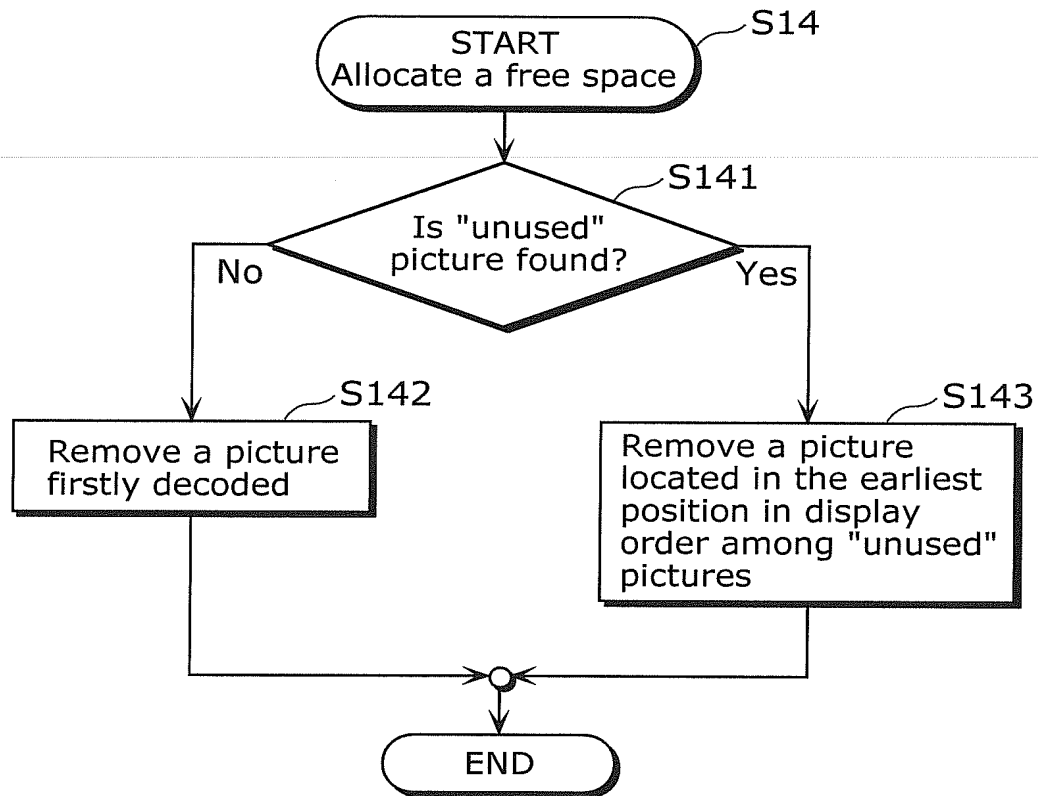 S14
START
Allocate a free space
S141
Is "unused"
picture found?
No
Yes
S142
Remove a picture
firstly decoded
S143
Remove a picture
located in the earliest
position in display
order among "unused"
pictures
END